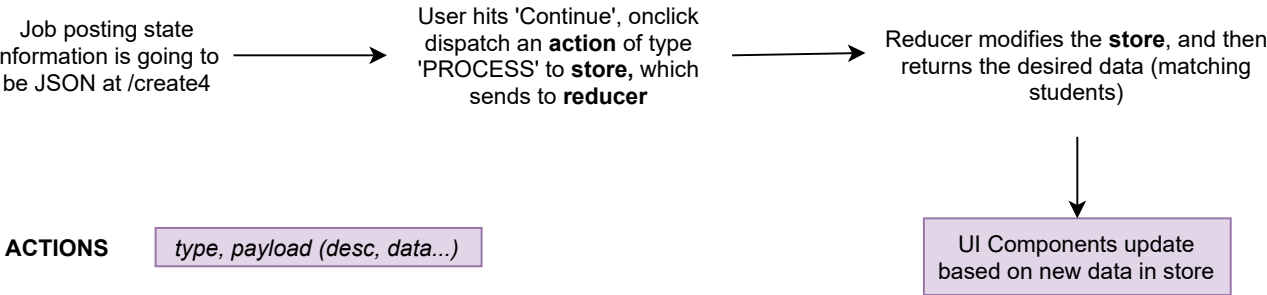 Job posting state
nformation is going to
be JSON at /create4
User hits 'Continue', onclick
dispatch an action of type
'PROCESS' to store, which
sends to reducer
Reducer modifies the store, and then
returns the desired data (matching
students)
UI Components update
based on new data in store
ACTIONS
type, payload (desc, data...)